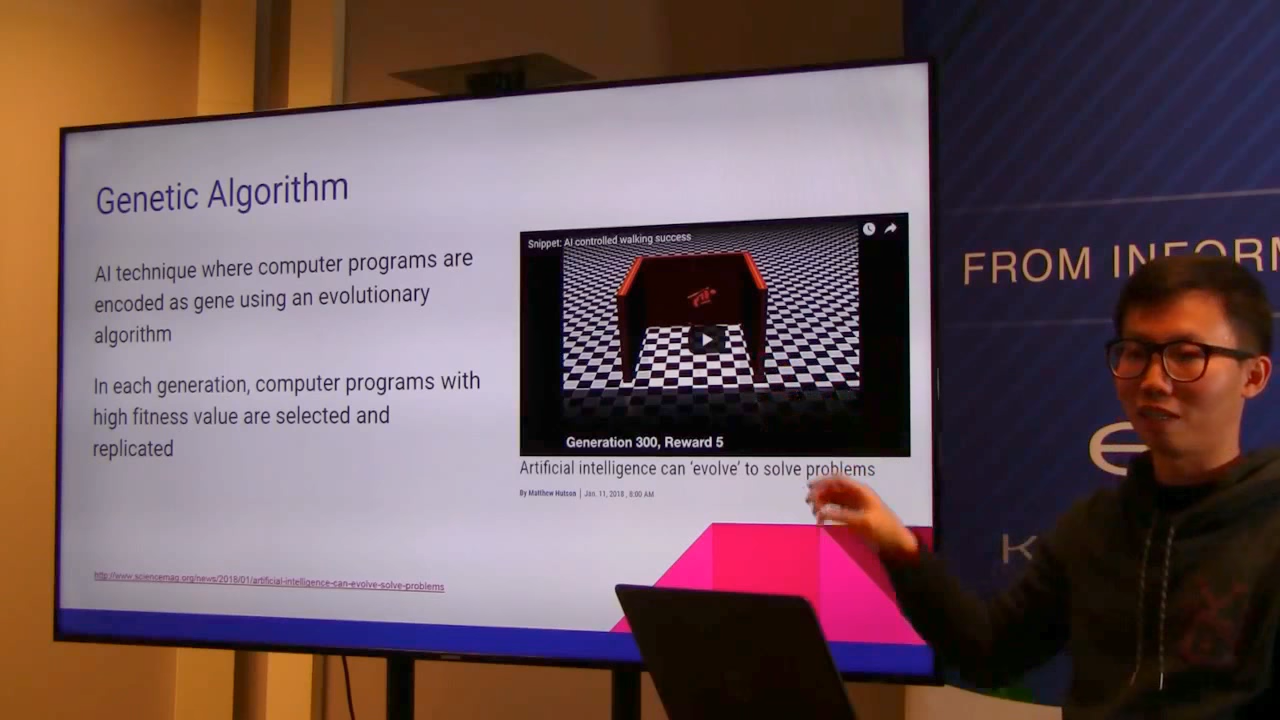 Genetic Algorithm
AI technique where computer programs are
encoded as gene using an evolutionary
algorithm
In each generation, computer programs with
high fitness value are selected and
replicated
http://www.sciencemag.org/news/2018/01/artificial-intelligence-can-evolve-solve-problems
Snippet: AI controlled walking success
Generation 300, Reward 5
Artificial intelligence can ‘evolve’ to solve problems
By Matthew Hutson | Jan. 11, 2018 , 8:00 AM
FROM INFORM
K